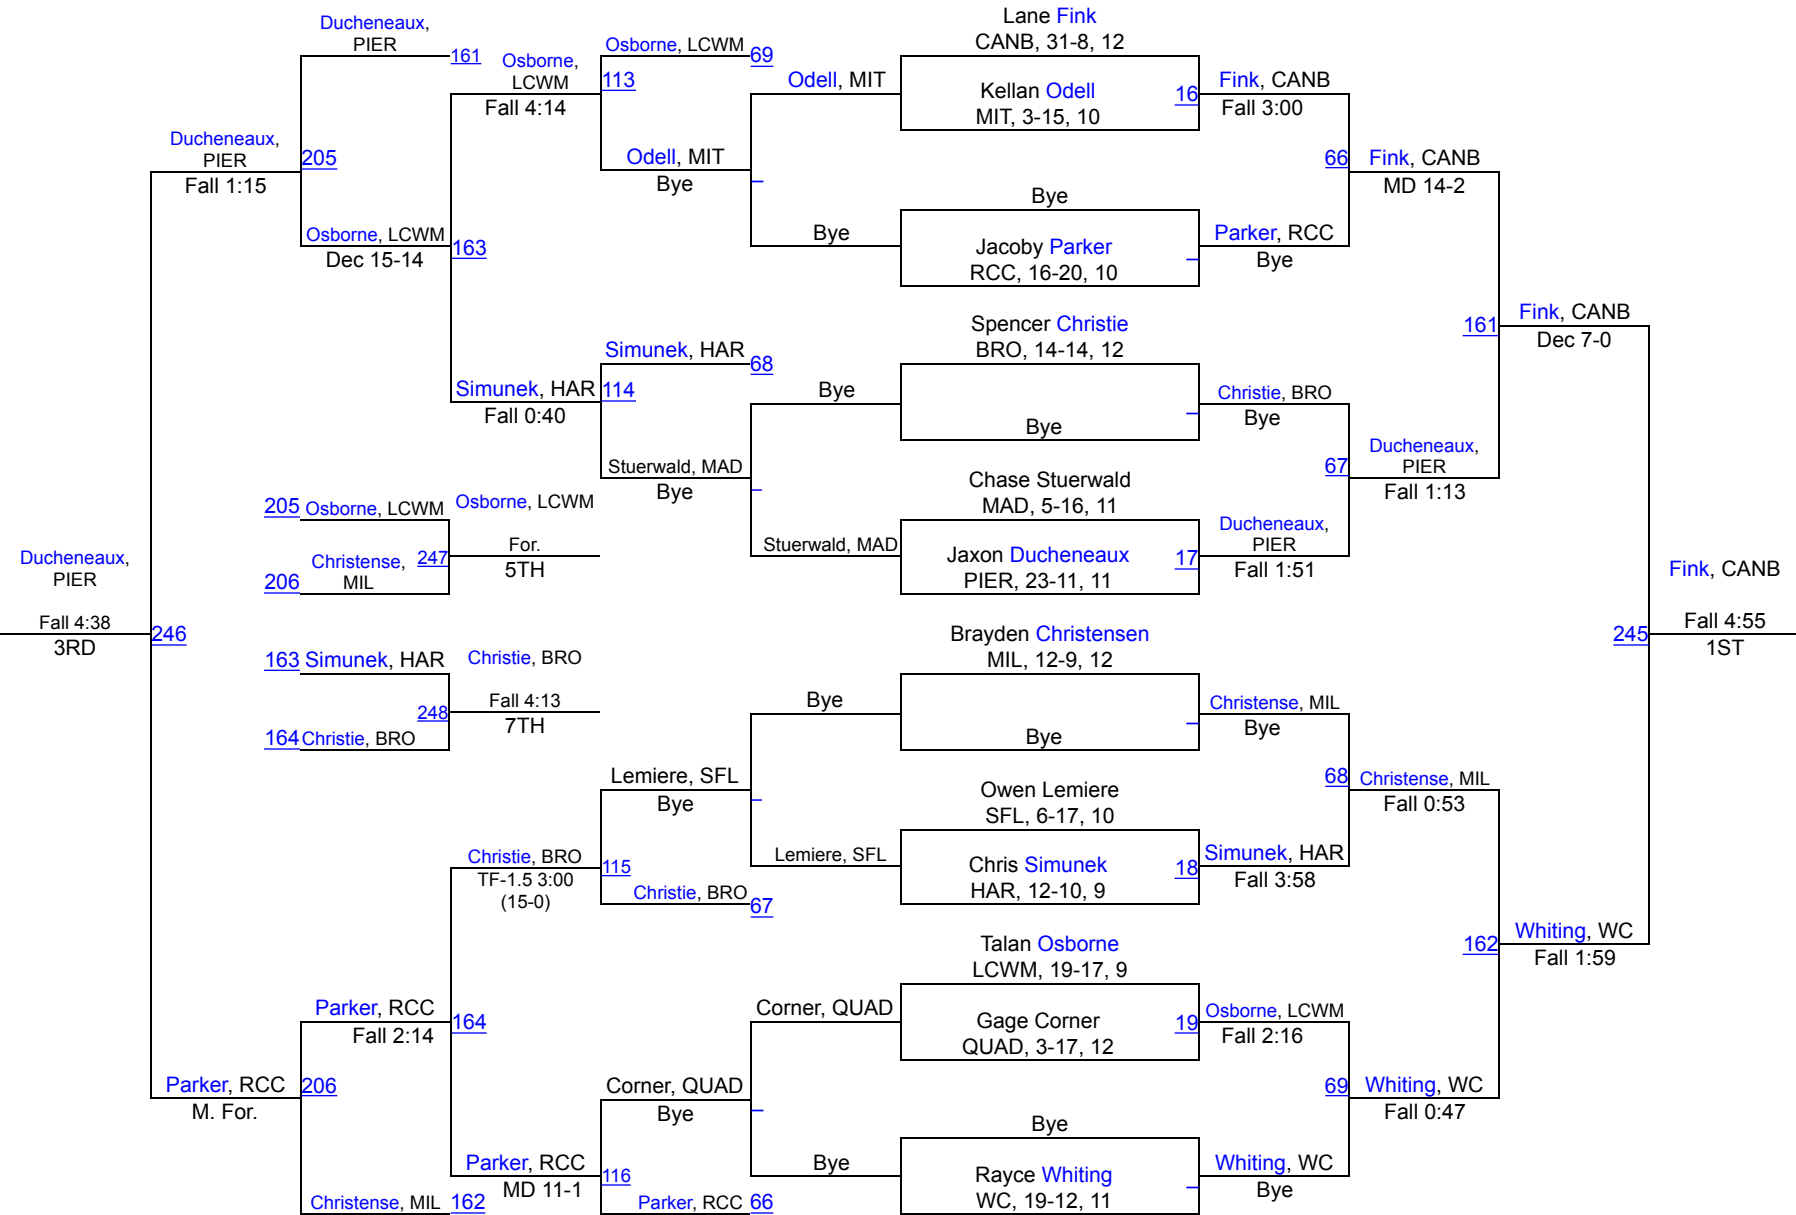 Ducheneaux,
PIER
161
205
Ducheneaux,
PIER
Fall 1:15
Osborne, LCWM
Dec 15-14
163
Osborne,
LCWM
Fall 4:14
113
Osborne, LCWM
69
Odell, MIT
Bye
Odell, MIT
Bye
Simunek, HAR
Fall 0:40
114
Simunek, HAR
68
Stuerwald, MAD
Bye
Bye
Stuerwald, MAD
205 Osborne, LCWM
Osborne, LCWM
Christense,
MIL
206
247
For.
5TH
Ducheneaux,
PIER
Fall 4:38
3RD
246
163 Simunek, HAR
Christie, BRO
248
Fall 4:13
7TH
164 Christie, BRO
Lemiere, SFL
Bye
Bye
Lemiere, SFL
Christie, BRO
TF-1.5 3:00
(15-0)
115
Christie, BRO
67
Parker, RCC
Fall 2:14
164
Parker, RCC
M. For.
206
Christense, MIL
162
Corner, QUAD
Bye
Corner, QUAD
Bye
Parker, RCC
MD 11-1
116
Parker, RCC
66
Lane Fink
CANB, 31-8, 12
Kellan Odell
MIT, 3-15, 10
16
Fink, CANB
Fall 3:00
Bye
Jacoby Parker
RCC, 16-20, 10
Parker, RCC
Bye
66
Fink, CANB
MD 14-2
Spencer Christie
BRO, 14-14, 12
Bye
Christie, BRO
Bye
Chase Stuerwald
MAD, 5-16, 11
Jaxon Ducheneaux
PIER, 23-11, 11
17
Ducheneaux,
PIER
Fall 1:51
67
Ducheneaux,
PIER
Fall 1:13
161
Fink, CANB
Dec 7-0
Brayden Christensen
MIL, 12-9, 12
Bye
Christense, MIL
Bye
Owen Lemiere
SFL, 6-17, 10
Chris Simunek
HAR, 12-10, 9
18
Simunek, HAR
Fall 3:58
68
Christense, MIL
Fall 0:53
Talan Osborne
LCWM, 19-17, 9
Gage Corner
QUAD, 3-17, 12
19
Osborne, LCWM
Fall 2:16
Bye
Rayce Whiting
WC, 19-12, 11
Whiting, WC
Bye
69
Whiting, WC
Fall 0:47
162
Whiting, WC
Fall 1:59
245
Fink, CANB
Fall 4:55
1ST